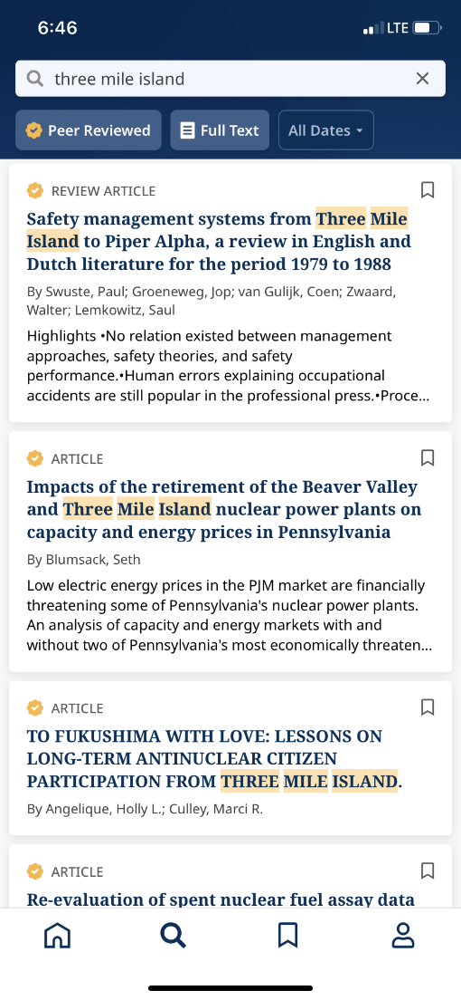 6:46
LTE
three mile island
Peer Reviewed
Full Text
All Dates
REVIEW ARTICLE
Safety management systems from Three Mile
Island to Piper Alpha, a review in English and
Dutch literature for the period 1979 to 1988
By Swuste, Paul; Groeneweg, Jop; van Gulijk, Coen; Zwaard,
Walter; Lemkowitz, Saul
Highlights •No relation existed between management
approaches, safety theories, and safety
performance.•Human errors explaining occupational
accidents are still popular in the professional press.•Proce...
ARTICLE
Impacts of the retirement of the Beaver Valley
and Three Mile Island nuclear power plants on
capacity and energy prices in Pennsylvania
By Blumsack, Seth
Low electric energy prices in the PJM market are financially
threatening some of Pennsylvania's nuclear power plants.
An analysis of capacity and energy markets with and
without two of Pennsylvania's most economically threaten...
ARTICLE
TO FUKUSHIMA WITH LOVE: LESSONS ON
LONG-TERM ANTINUCLEAR CITIZEN
PARTICIPATION FROM THREE MILE ISLAND.
By Angelique, Holly L.; Culley, Marci R.
ARTICLE
Re-evaluation of spent nuclear fuel assay data